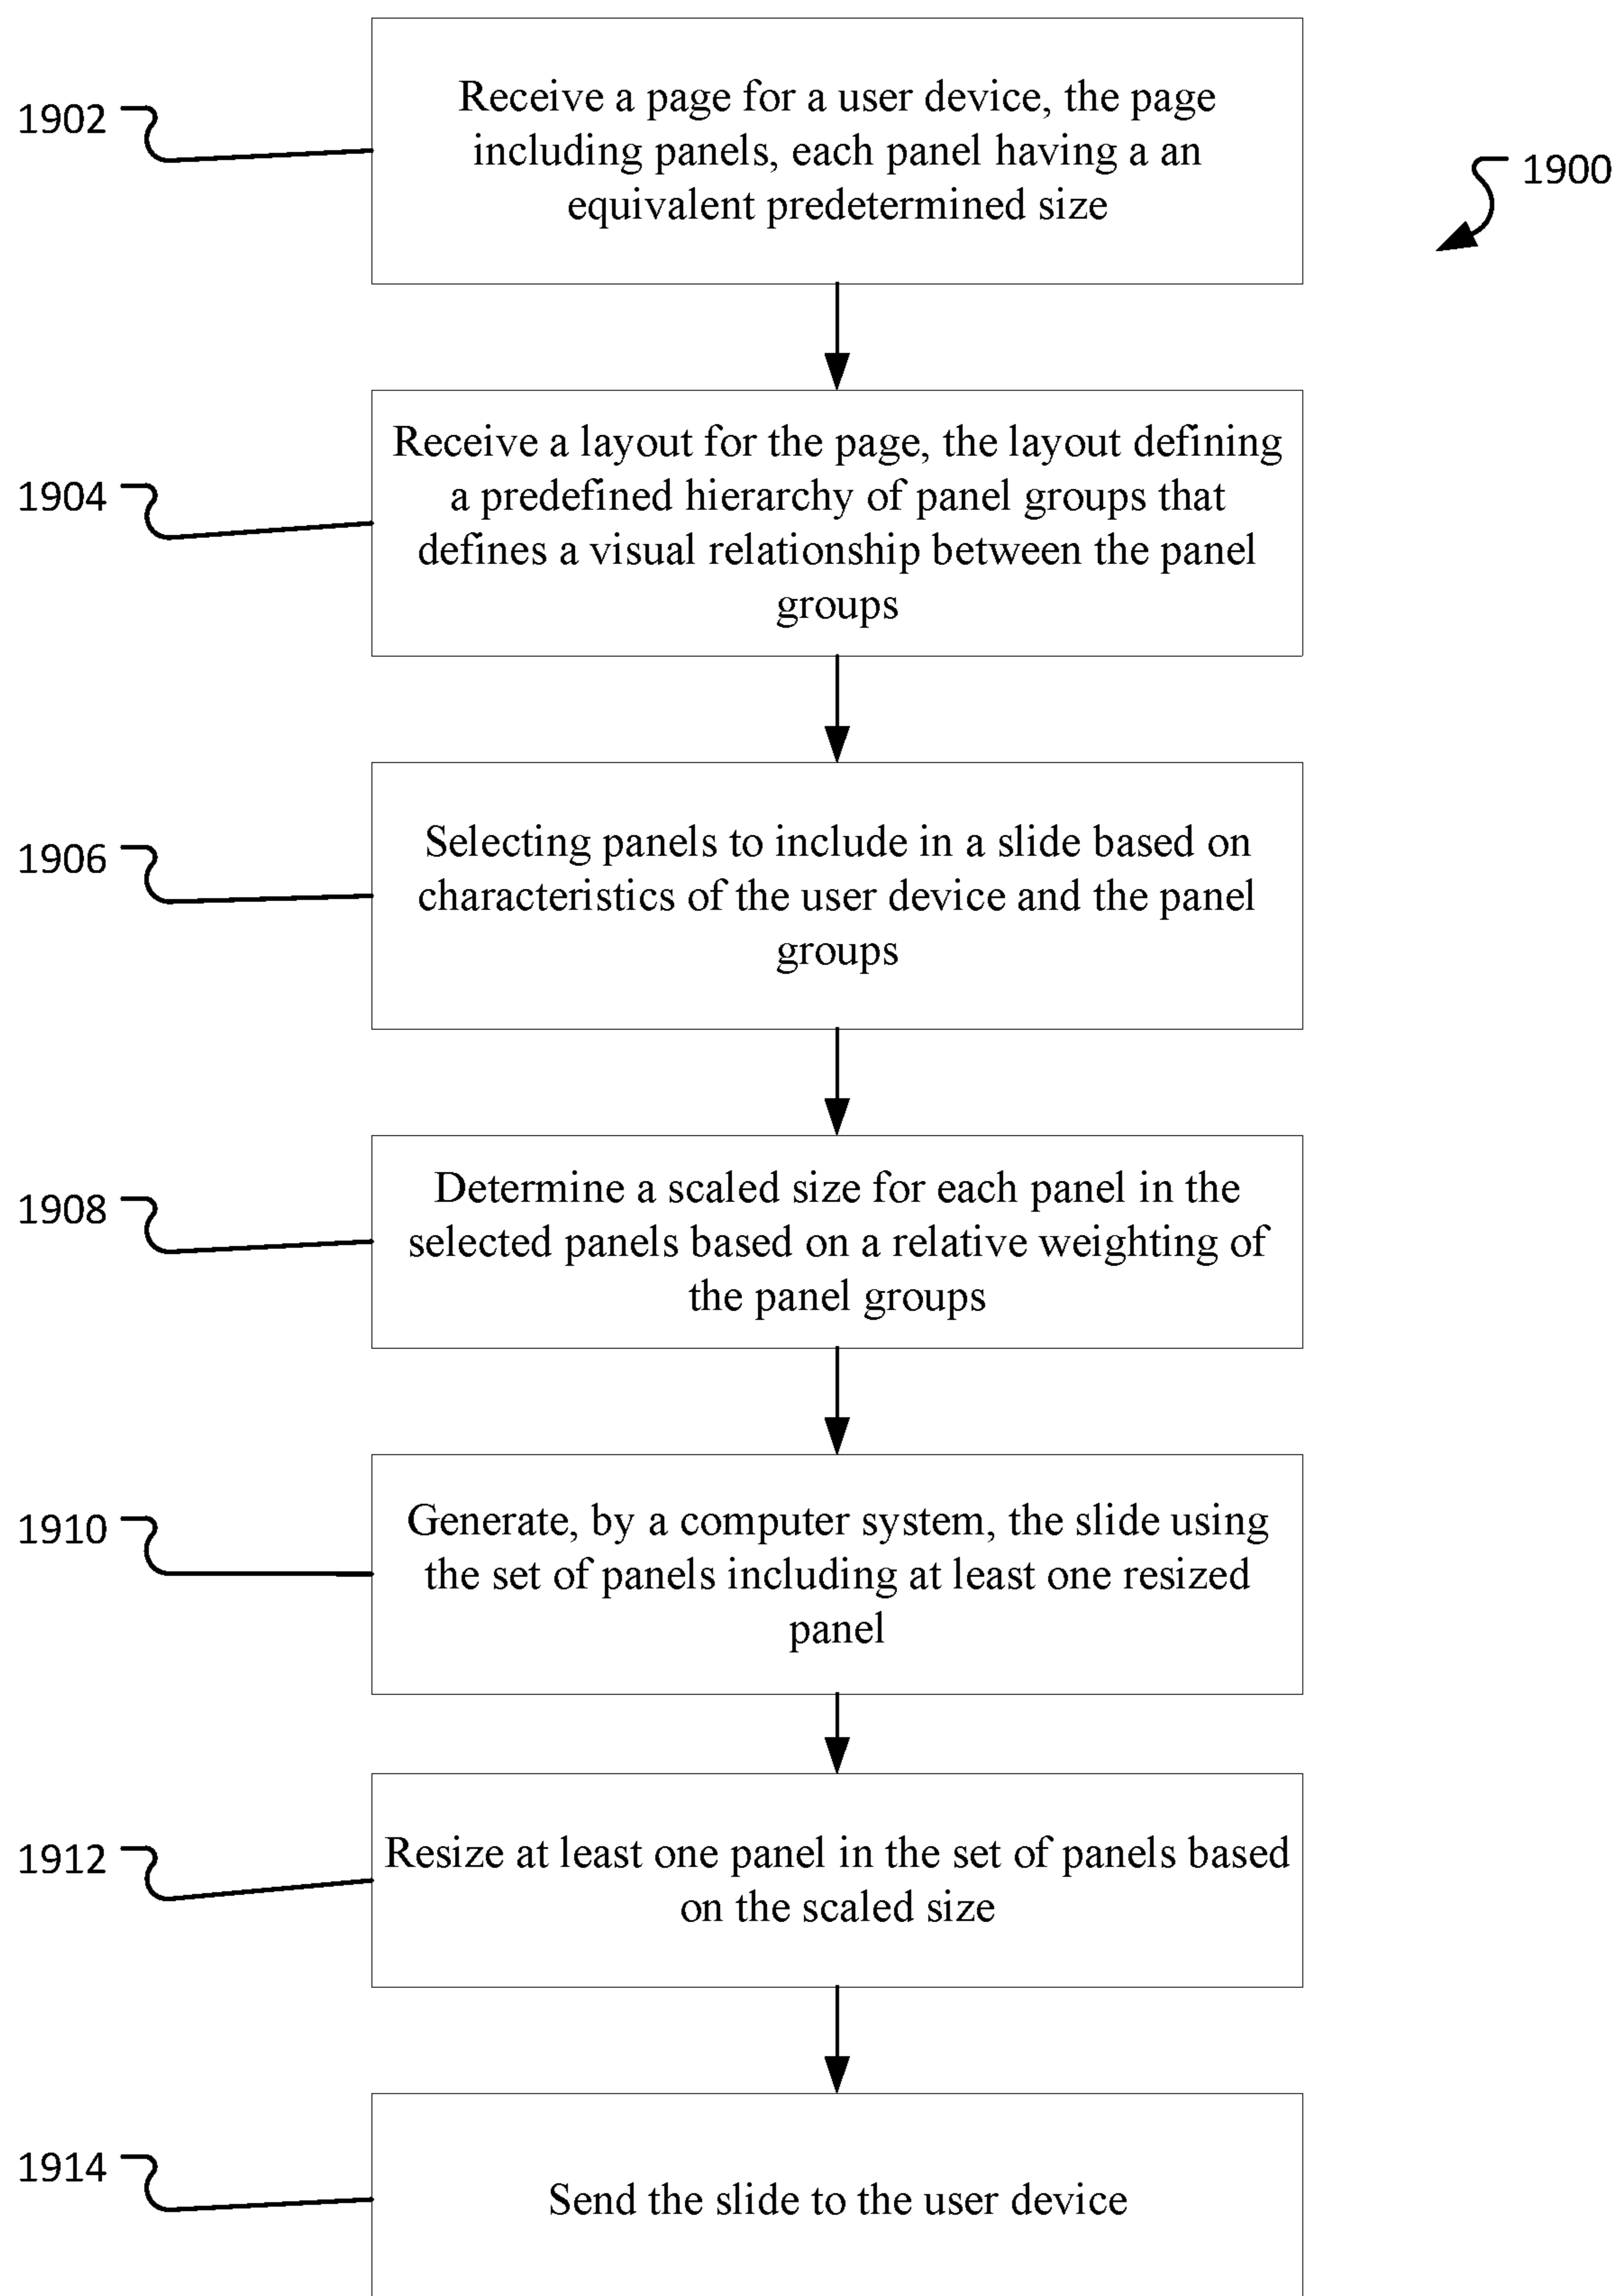 1902
Receive a page for a user device, the page
including panels, each panel having a an
equivalent predetermined size
1900
1904
Receive a layout for the page, the layout defining
a predefined hierarchy of panel groups that
defines a visual relationship between the panel
groups
1906
Selecting panels to include in a slide based on
characteristics of the user device and the panel
groups
1908
Determine a scaled size for each panel in the
selected panels based on a relative weighting of
the panel groups
1910
Generate, by a computer system, the slide using
the set of panels including at least one resized
panel
1912
Resize at least one panel in the set of panels based
on the scaled size
1914
Send the slide to the user device